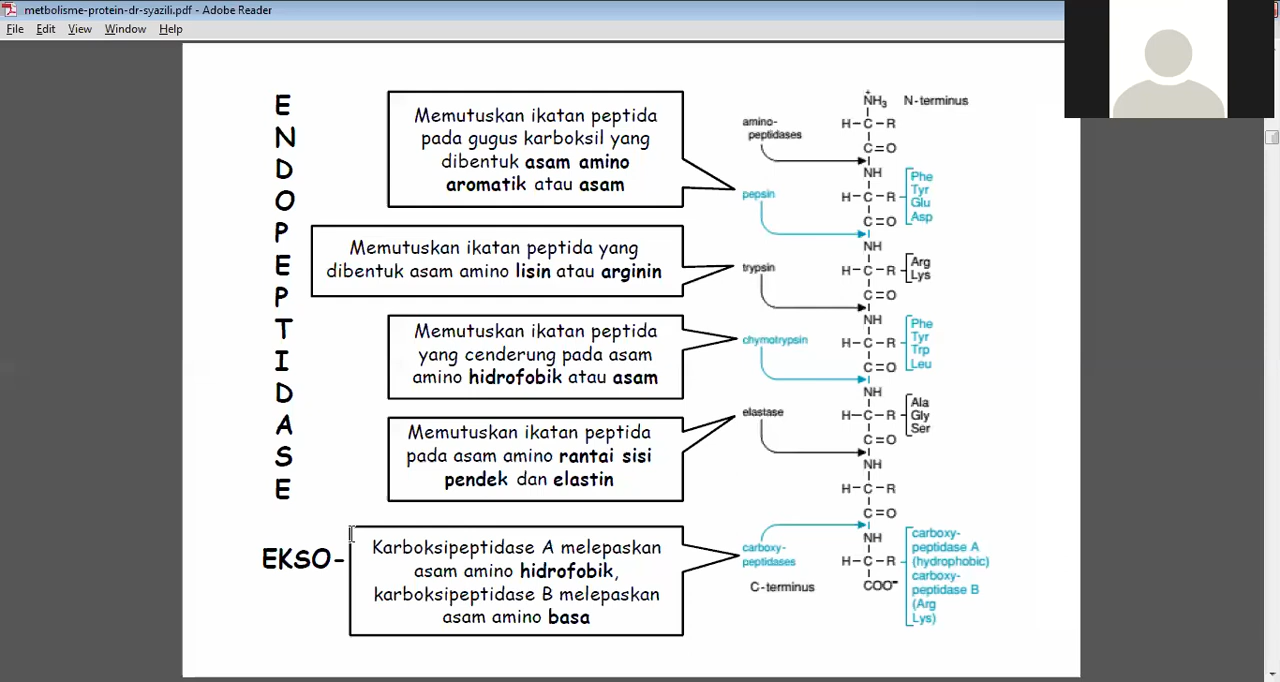 metbolisme-protein-dr-syazili.pdf - Adobe Reader
File Edit View Window Help
E
N
D
O
P
E
P
T
I
D
A
S
E
Memutuskan ikatan peptida
pada gugus karboksil yang
dibentuk asam amino
aromatik atau asam
Memutuskan ikatan peptida yang
dibentuk asam amino lisin atau arginin
Memutuskan ikatan peptida
yang cenderung pada asam
amino hidrofobik atau asam
Memutuskan ikatan peptida
pada asam amino rantai sisi
pendek dan elastin
EKSO-
Karboksipeptidase A melepaskan
asam amino hidrofobik,
karboksipeptidase B melepaskan
asam amino basa
+
NH3 N-terminus
amino-
peptidases
H-C-R
C=O
NH
pepsin
H-C-R
Phe
Tyr
Glu
Asp
C=O
NH
trypsin
H-C-R
Arg
Lys
C=O
NH
chymotrypsin
H-C-R
Phe
Tyr
Trp
Leu
C=O
NH
elastase
H-C-R
Ala
Gly
Ser
C=O
NH
H-C-R
C=O
NH
carboxy-
peptidases
H-C-R
carboxy-
peptidase A
(hydrophobic)
carboxy-
peptidase B
(Arg
Lys)
C-terminus COO-